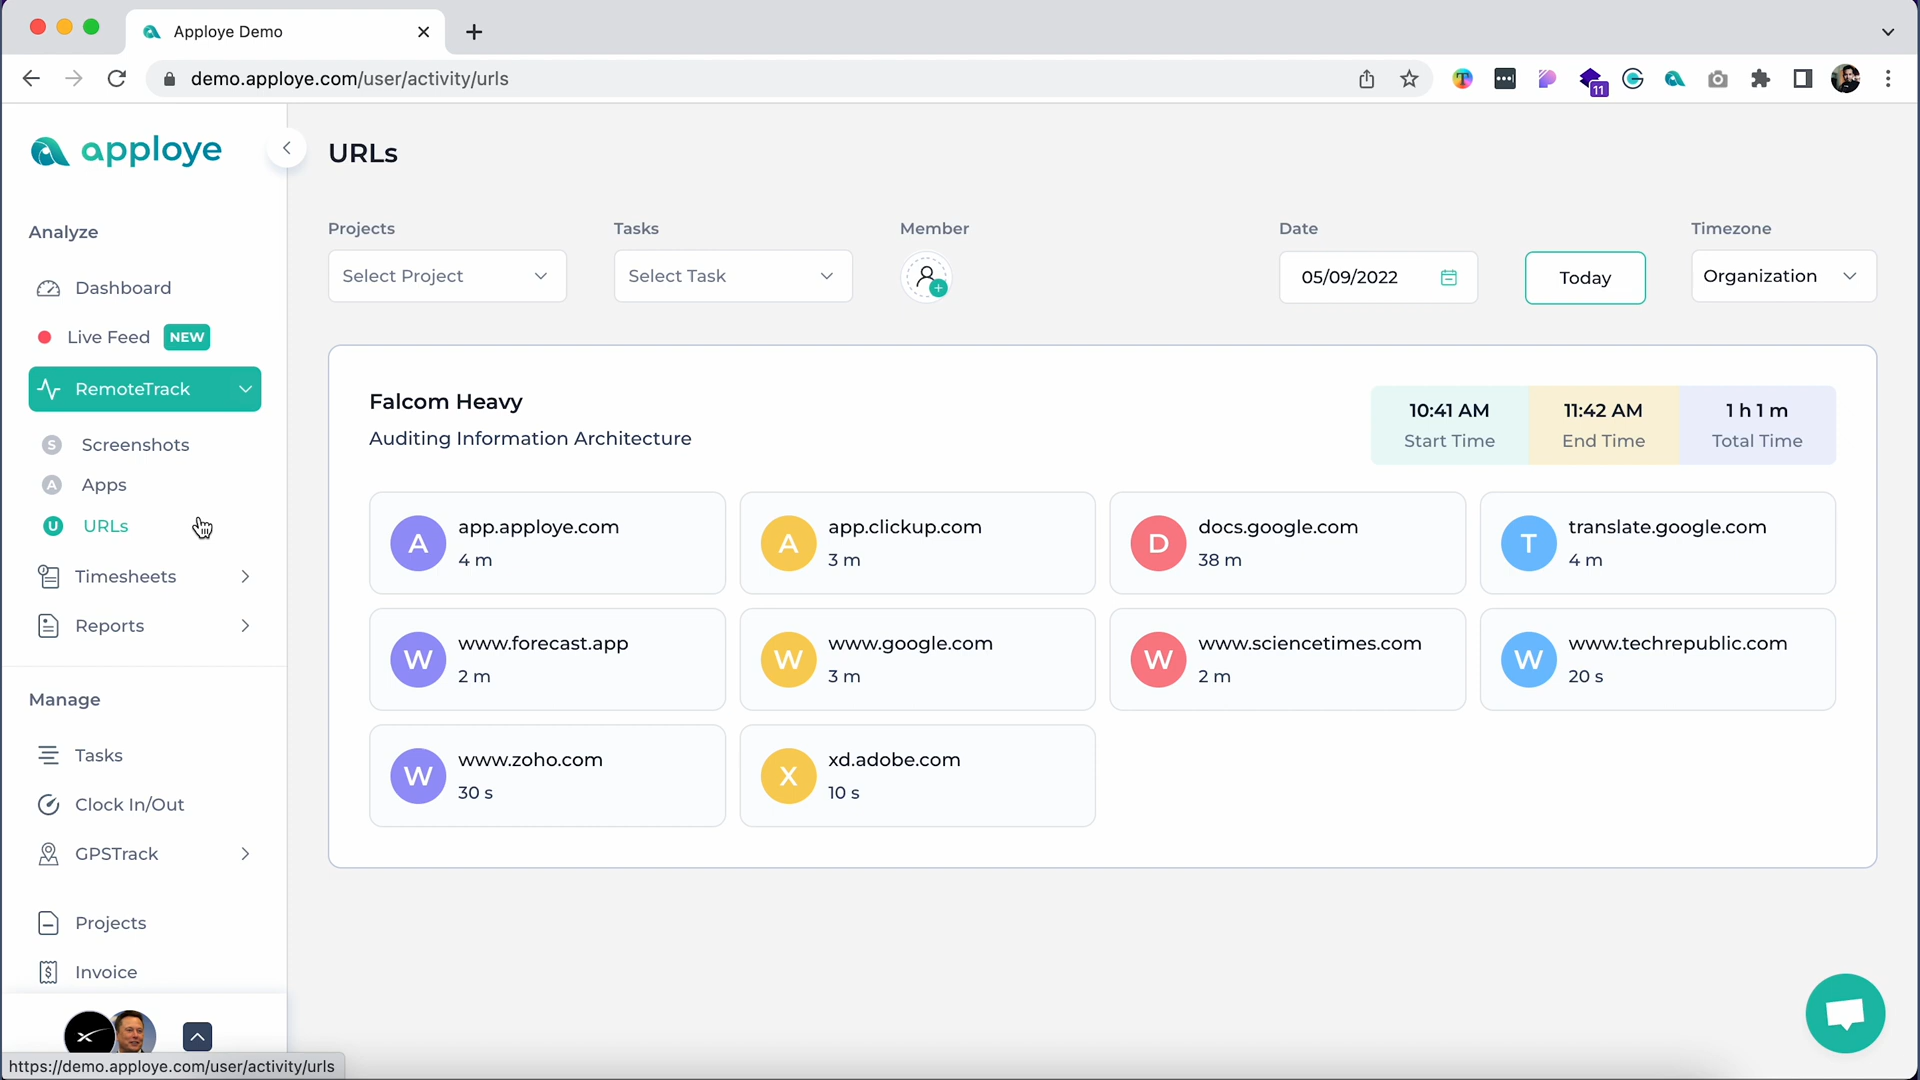 Apploye Demo
demo.apploye.com/user/activity/urls
11
apploye
URLs
Analyze
Dashboard
Live Feed NEW
RemoteTrack
S Screenshots
A Apps
U URLs
Timesheets
Reports
Manage
Tasks
Clock In/Out
GPSTrack
Projects
Invoice
https://demo.apploye.com/user/activity/urls
Projects
Select Project
Tasks
Select Task
Member
Date
05/09/2022
Today
Timezone
Organization
Falcom Heavy
Auditing Information Architecture
10:41 AM
Start Time
11:42 AM
End Time
1 h 1 m
Total Time
A
app.apploye.com
4 m
A
app.clickup.com
3 m
D
docs.google.com
38 m
T
translate.google.com
4 m
W
www.forecast.app
2 m
W
www.google.com
3 m
W
www.sciencetimes.com
2 m
W
www.techrepublic.com
20 s
W
www.zoho.com
30 s
X
xd.adobe.com
10 s